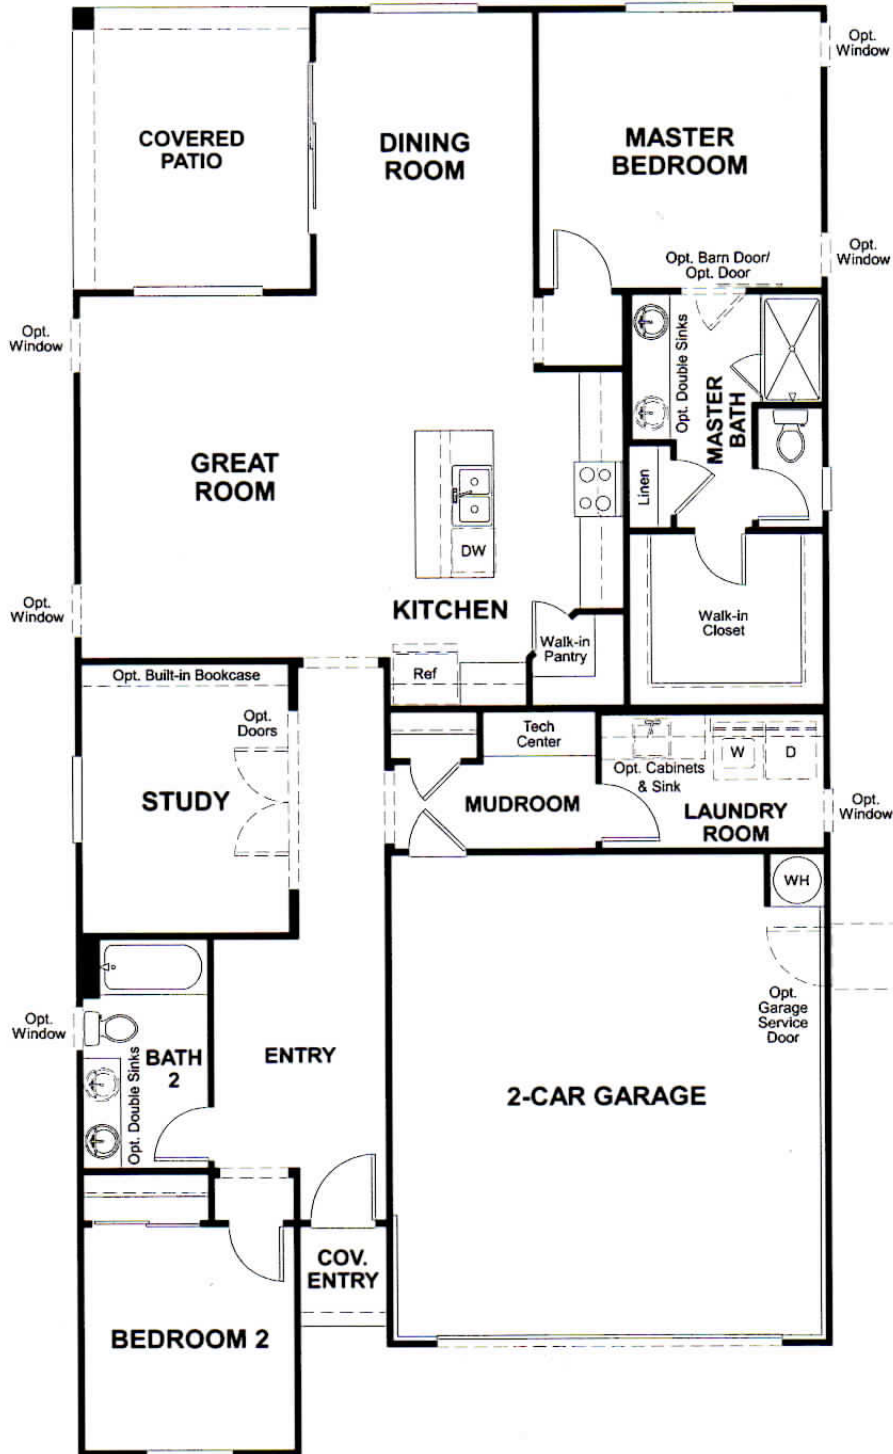 Opt.
Window
COVERED
PATIO
DINING
ROOM
MASTER
BEDROOM
Opt.
Window
Opt. Barn Door/
Opt. Door
Opt.
Window
Opt. Double Sinks
MASTER
BATH
GREAT
ROOM
Linen
DW
KITCHEN
Opt.
Window
Walk-in
Closet
Walk-in
Pantry
Ref
Opt. Built-in Bookcase
Opt.
Doors
STUDY
Tech
Center
MUDROOM
W
D
Opt. Cabinets
& Sink
LAUNDRY
ROOM
Opt.
Window
WH
Opt.
Garage
Service
Door
Opt.
Window
BATH
2
Opt. Double Sinks
ENTRY
2-CAR GARAGE
COV.
ENTRY
BEDROOM 2